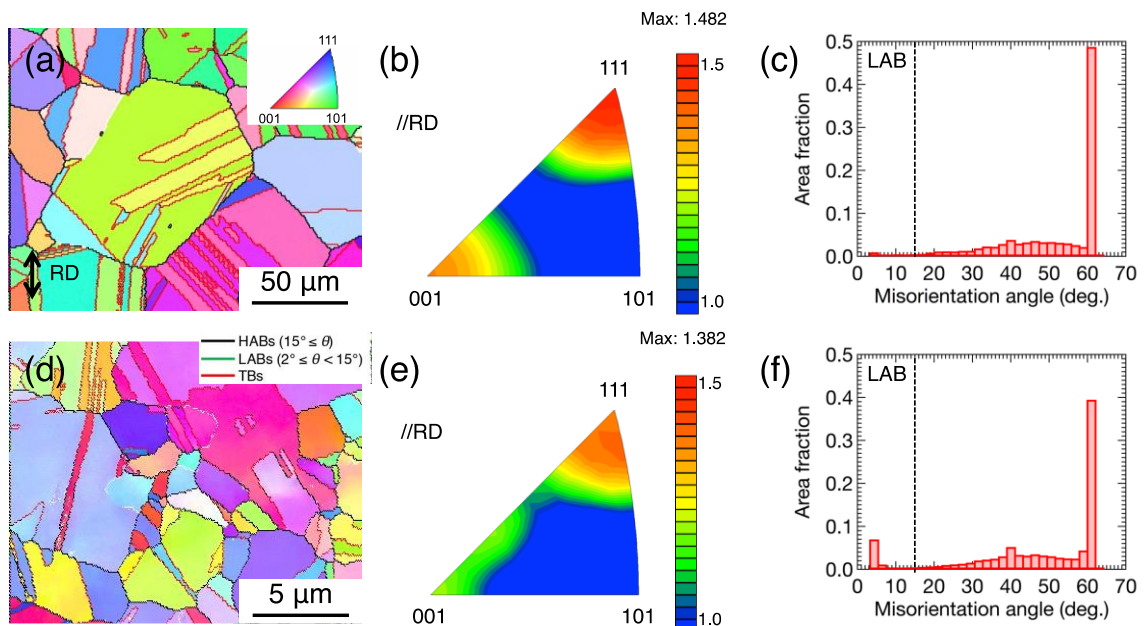 (a)
111
001
101
RD
50 μm
(b)
Max: 1.482
//RD
111
001
101
1.5
1.0
(c)
LAB
Area fraction
0.5
0.4
0.3
0.2
0.1
0.0
0 10 20 30 40 50 60 70
Misorientation angle (deg.)
(d)
HABs (15° ≤ θ)
LABs (2° ≤ θ < 15°)
TBs
5 μm
(e)
Max: 1.382
//RD
111
001
101
1.5
1.0
(f)
LAB
Area fraction
0.5
0.4
0.3
0.2
0.1
0.0
0 10 20 30 40 50 60 70
Misorientation angle (deg.)